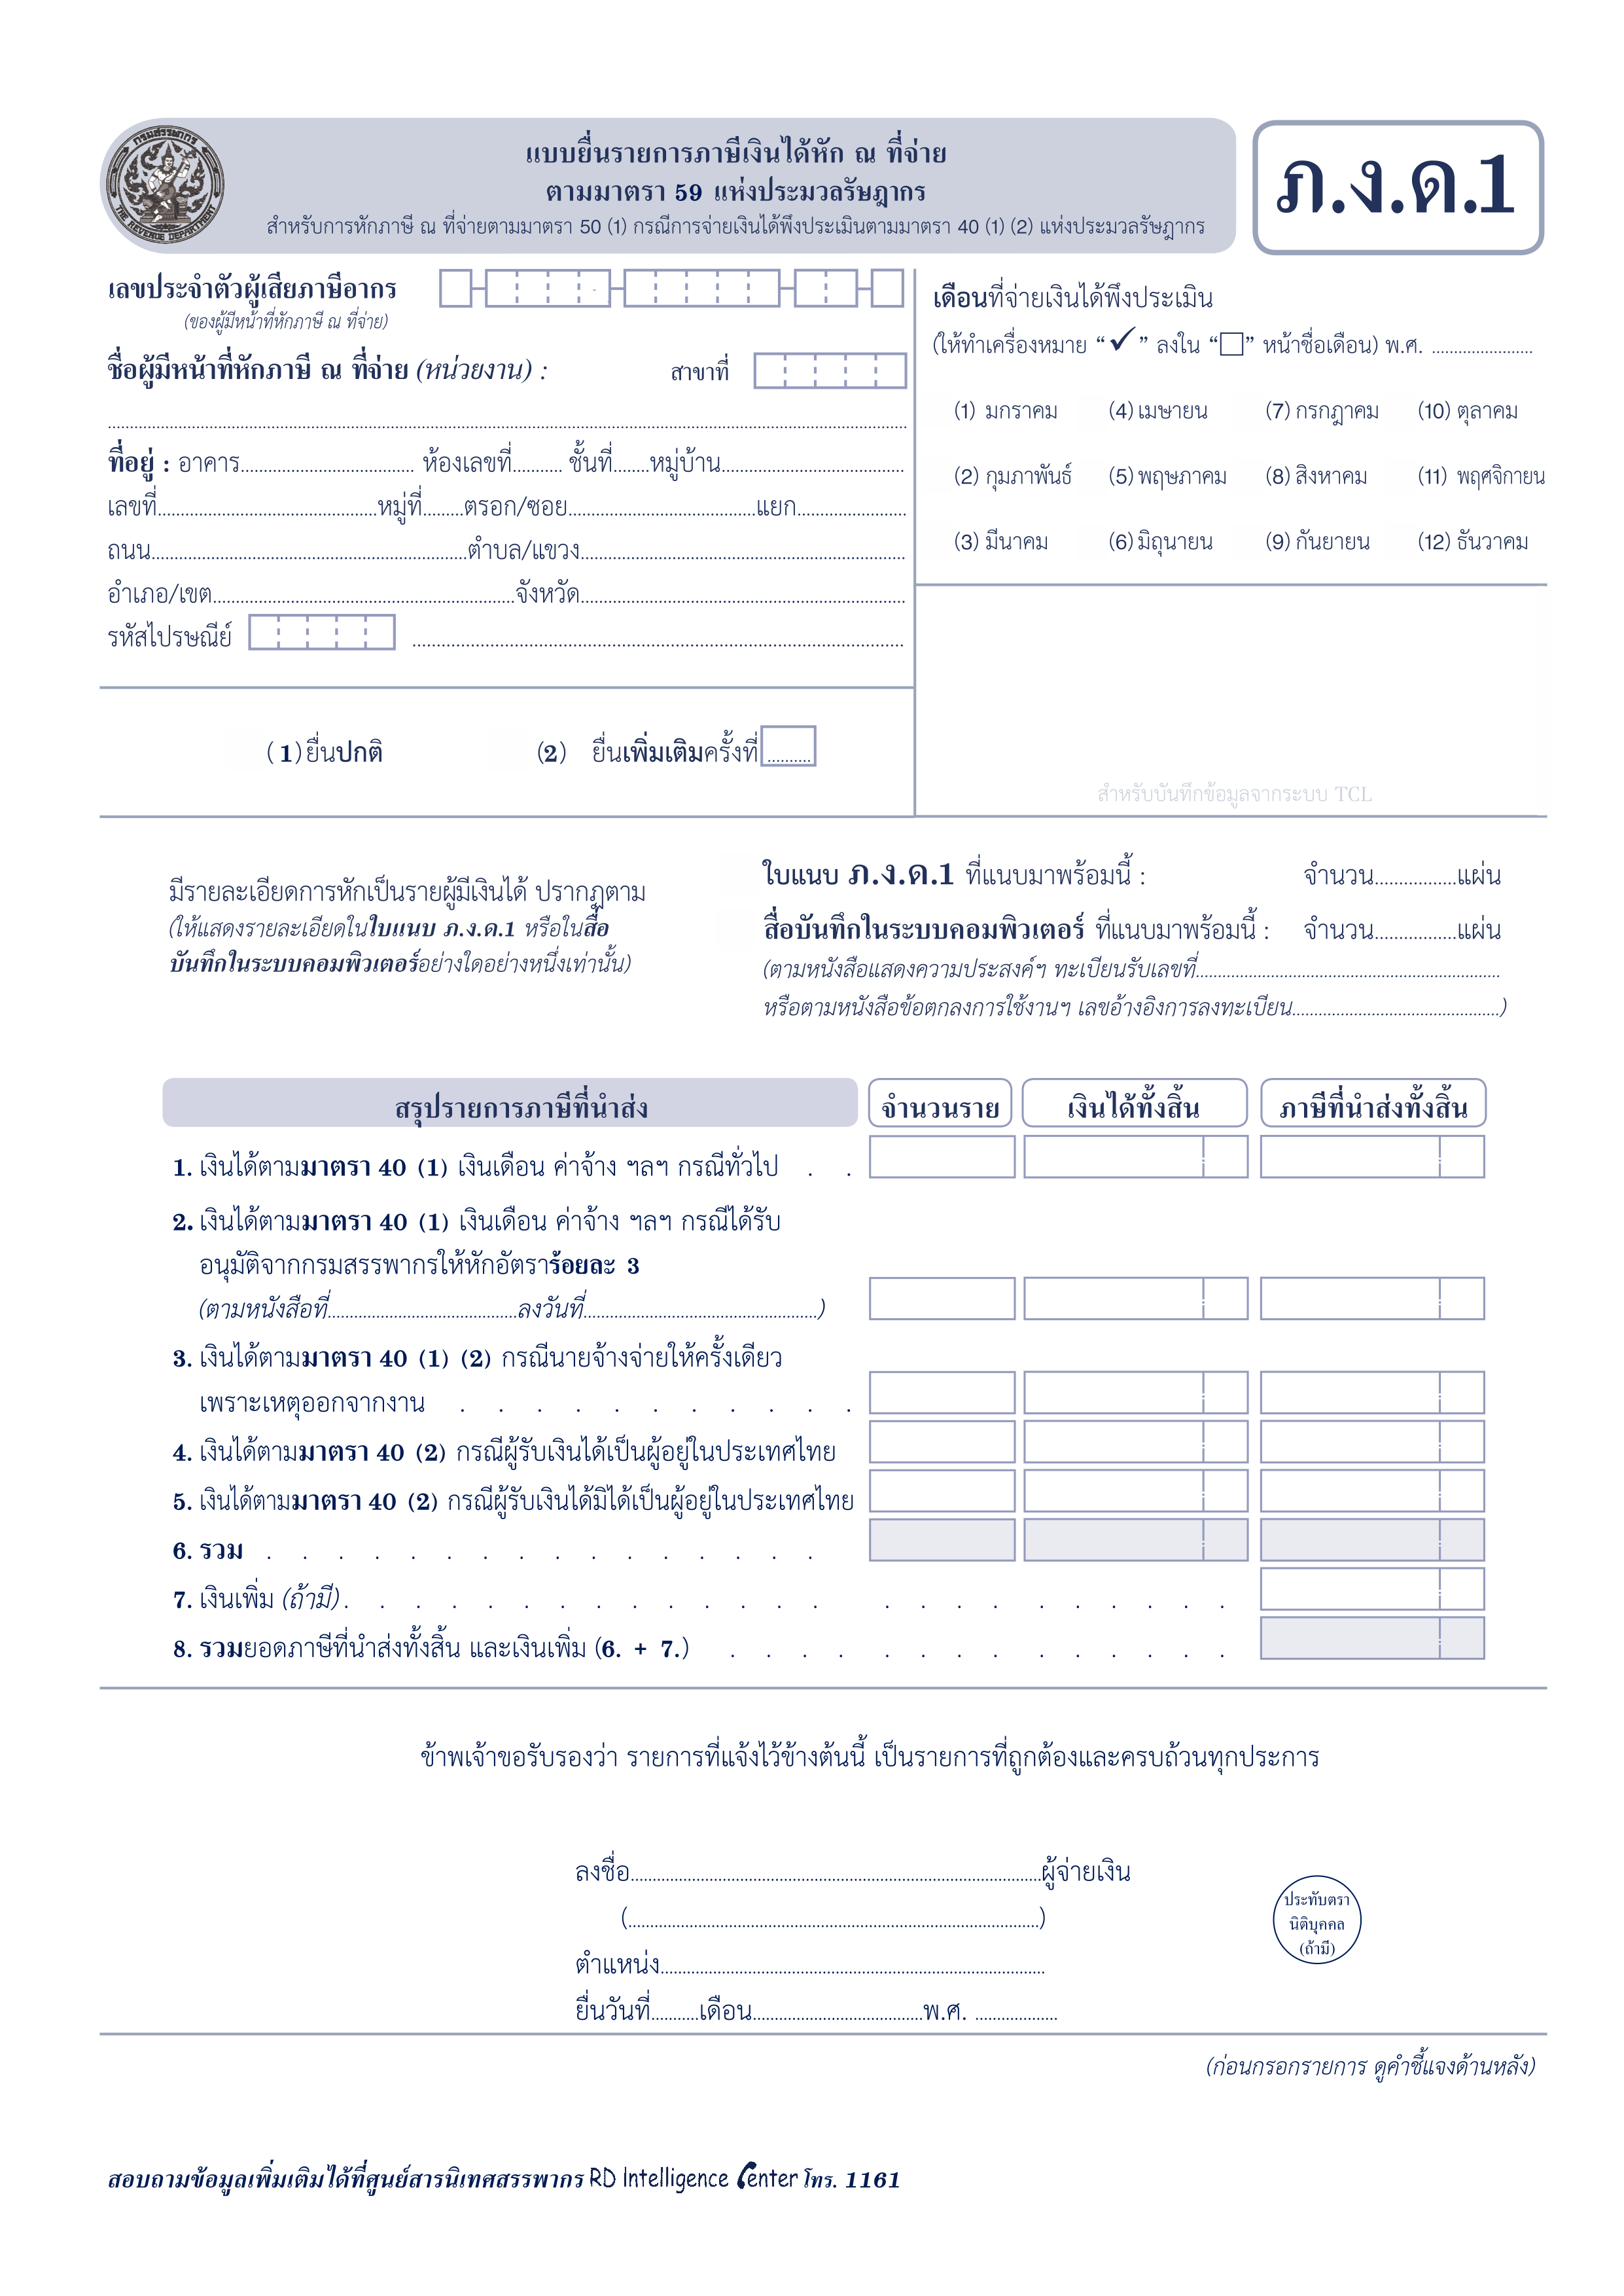 กรมสรรพากร
THE REVENUE DEPARTMENT
แบบยื่นรายการภาษีเงินได้หัก ณ ที่จ่าย
ตามมาตรา 59 แห่งประมวลรัษฎากร
สำหรับการหักภาษี ณ ที่จ่ายตามมาตรา 50 (1) กรณีการจ่ายเงินได้พึงประเมินตามมาตรา 40 (1) (2) แห่งประมวลรัษฎากร
ภ.ง.ด.1
เลขประจำตัวผู้เสียภาษีอากร
(ของผู้มีหน้าที่หักภาษี ณ ที่จ่าย)
ชื่อผู้มีหน้าที่หักภาษี ณ ที่จ่าย (หน่วยงาน) : สาขาที่
ที่อยู่ : อาคาร.................... ห้องเลขที่.......... ชั้นที่.......หมู่บ้าน....................
เลขที่....................หมู่ที่........ตรอก/ซอย....................แยก....................
ถนน....................ตำบล/แขวง....................
อำเภอ/เขต....................จังหวัด....................
รหัสไปรษณีย์ ....................
(1) ยื่นปกติ (2) ยื่นเพิ่มเติมครั้งที่..........
เดือนที่จ่ายเงินได้พึงประเมิน
(ให้ทำเครื่องหมาย “✓” ลงใน “□” หน้าชื่อเดือน) พ.ศ. ....................
(1) มกราคม (4) เมษายน (7) กรกฎาคม (10) ตุลาคม
(2) กุมภาพันธ์ (5) พฤษภาคม (8) สิงหาคม (11) พฤศจิกายน
(3) มีนาคม (6) มิถุนายน (9) กันยายน (12) ธันวาคม
สำหรับบันทึกข้อมูลจากระบบ TCL
มีรายละเอียดการหักเป็นรายผู้มีเงินได้ ปรากฏตาม
(ให้แสดงรายละเอียดในใบแนบ ภ.ง.ด.1 หรือในสื่อ
บันทึกในระบบคอมพิวเตอร์อย่างใดอย่างหนึ่งเท่านั้น)
ใบแนบ ภ.ง.ด.1 ที่แนบมาพร้อมนี้ : จำนวน.................แผ่น
สื่อบันทึกในระบบคอมพิวเตอร์ ที่แนบมาพร้อมนี้ : จำนวน.................แผ่น
(ตามหนังสือแสดงความประสงค์ฯ ทะเบียนรับเลขที่....................
หรือตามหนังสือข้อตกลงการใช้งานฯ เลขอ้างอิงการลงทะเบียน....................)
สรุปรายการภาษีที่นำส่ง จำนวนราย เงินได้ทั้งสิ้น ภาษีที่นำส่งทั้งสิ้น
1. เงินได้ตามมาตรา 40 (1) เงินเดือน ค่าจ้าง ฯลฯ กรณีทั่วไป . .
2. เงินได้ตามมาตรา 40 (1) เงินเดือน ค่าจ้าง ฯลฯ กรณีได้รับ
อนุมัติจากกรมสรรพากรให้หักอัตราร้อยละ 3
(ตามหนังสือที่....................ลงวันที่....................)
3. เงินได้ตามมาตรา 40 (1) (2) กรณีนายจ้างจ่ายให้ครั้งเดียว
เพราะเหตุออกจากงาน . . . . . . . . . . .
4. เงินได้ตามมาตรา 40 (2) กรณีผู้รับเงินได้เป็นผู้อยู่ในประเทศไทย
5. เงินได้ตามมาตรา 40 (2) กรณีผู้รับเงินได้มิได้เป็นผู้อยู่ในประเทศไทย
6. รวม . . . . . . . . . . . . . . . .
7. เงินเพิ่ม (ถ้ามี) . . . . . . . . . . . . . . . . . . . . . . . .
8. รวมยอดภาษีที่นำส่งทั้งสิ้น และเงินเพิ่ม (6. + 7.) . . . . . . . . . . . . . .
ข้าพเจ้าขอรับรองว่า รายการที่แจ้งไว้ข้างต้นนี้ เป็นรายการที่ถูกต้องและครบถ้วนทุกประการ
ลงชื่อ....................ผู้จ่ายเงิน
(....................)
ตำแหน่ง....................
ยื่นวันที่..........เดือน....................พ.ศ. ..................
ประทับตรา
นิติบุคคล
(ถ้ามี)
(ก่อนกรอกรายการ ดูคำชี้แจงด้านหลัง)
สอบถามข้อมูลเพิ่มเติมได้ที่ศูนย์สารนิเทศสรรพากร RD Intelligence Center โทร. 1161